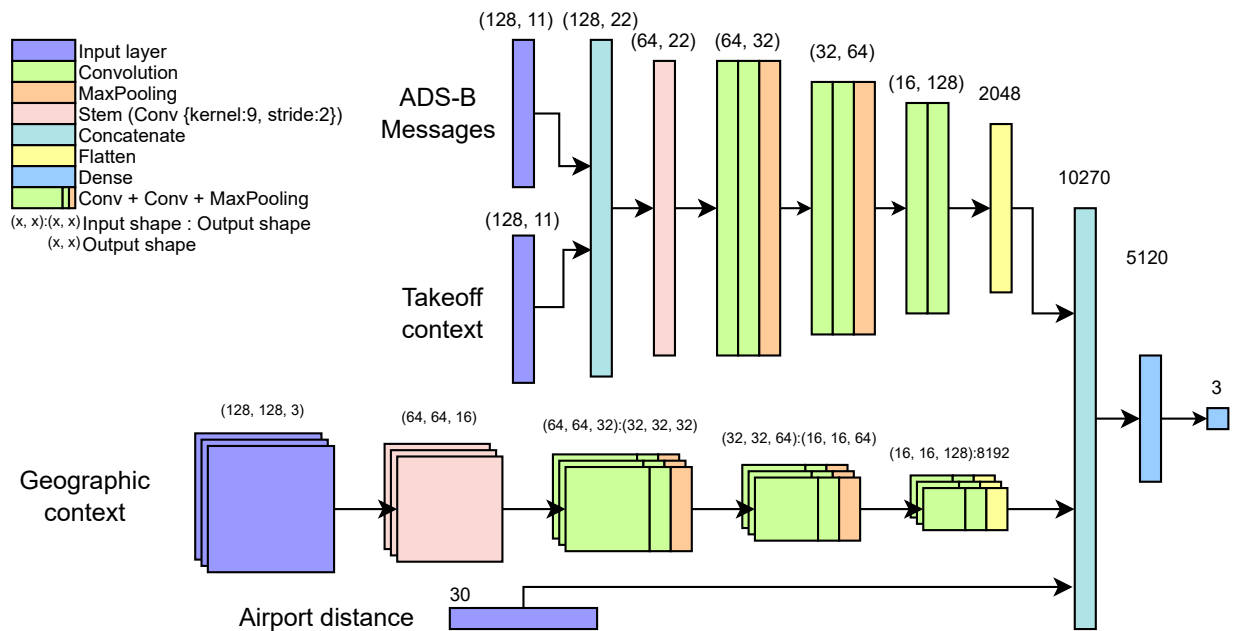 Input layer
Convolution
MaxPooling
Stem (Conv {kernel:9, stride:2})
Concatenate
Flatten
Dense
Conv + Conv + MaxPooling
(x, x):(x, x) Input shape : Output shape
(x, x) Output shape
(128, 11)
(128, 22)
(64, 22)
(64, 32)
(32, 64)
(16, 128)
2048
ADS-B
Messages
(128, 11)
Takeoff
context
10270
5120
3
(128, 128, 3)
(64, 64, 16)
(64, 64, 32):(32, 32, 32)
(32, 32, 64):(16, 16, 64)
(16, 16, 128):8192
Geographic
context
30
Airport distance